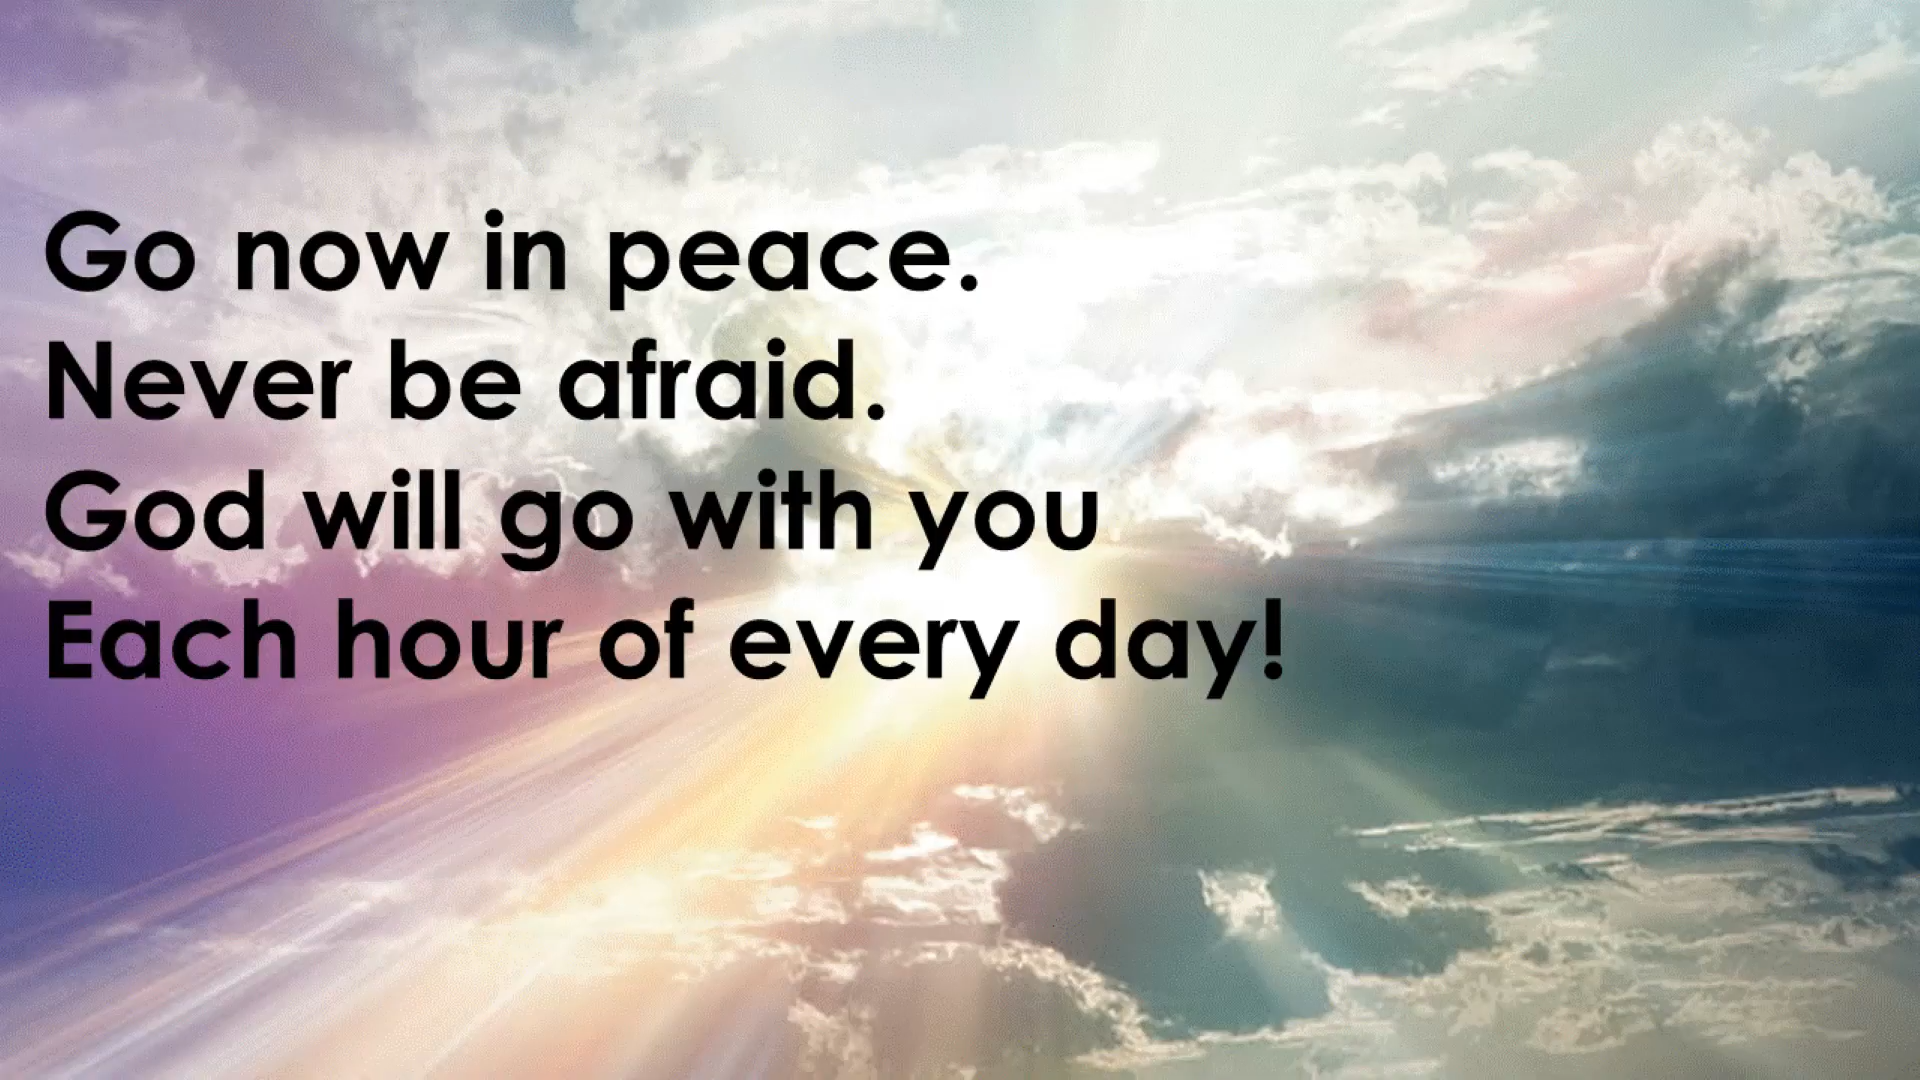 Go now in peace.
Never be afraid.
God will go with you
Each hour of every day!